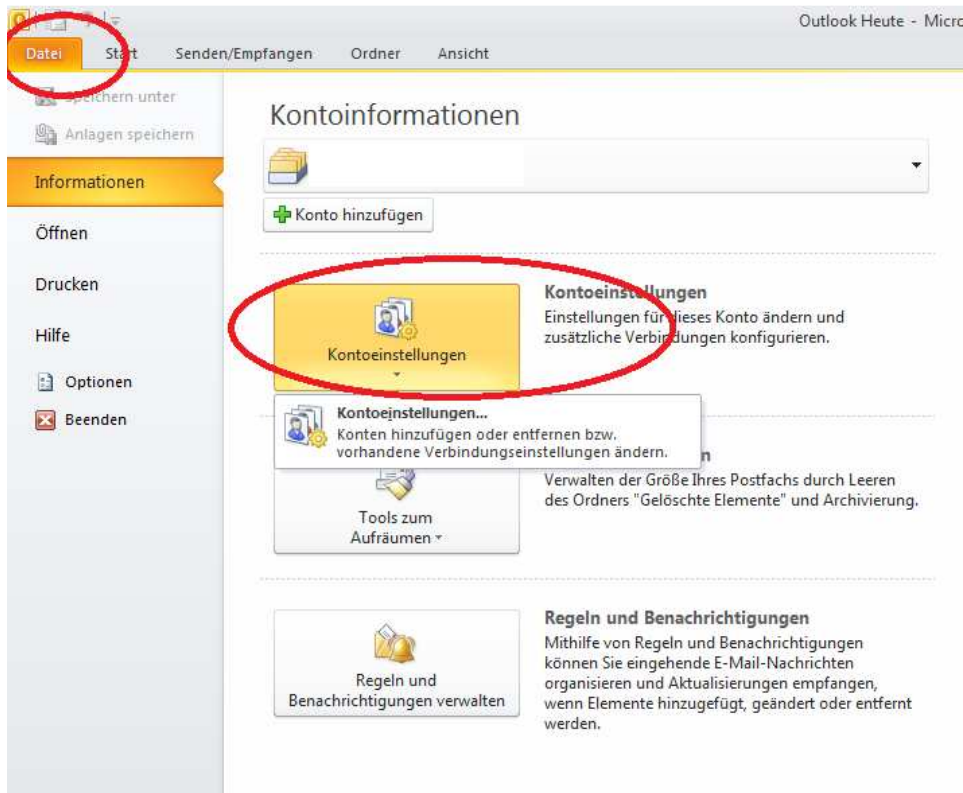 Outlook Heute - Micro
Datei Start Senden/Empfangen Ordner Ansicht
Speichern unter
Anlagen speichern
Informationen
Öffnen
Drucken
Hilfe
Optionen
Beenden
Kontoinformationen
Konto hinzufügen
Kontoeinstellungen
Kontoeinstellungen
Einstellungen für dieses Konto ändern und
zusätzliche Verbindungen konfigurieren.
Kontoeinstellungen...
Konten hinzufügen oder entfernen bzw.
vorhandene Verbindungseinstellungen ändern.
n
Tools zum
Aufräumen
Verwalten der Größe Ihres Postfachs durch Leeren
des Ordners "Gelöschte Elemente" und Archivierung.
Regeln und
Benachrichtigungen verwalten
Regeln und Benachrichtigungen
Mithilfe von Regeln und Benachrichtigungen
können Sie eingehende E-Mail-Nachrichten
organisieren und Aktualisierungen empfangen,
wenn Elemente hinzugefügt, geändert oder entfernt
werden.